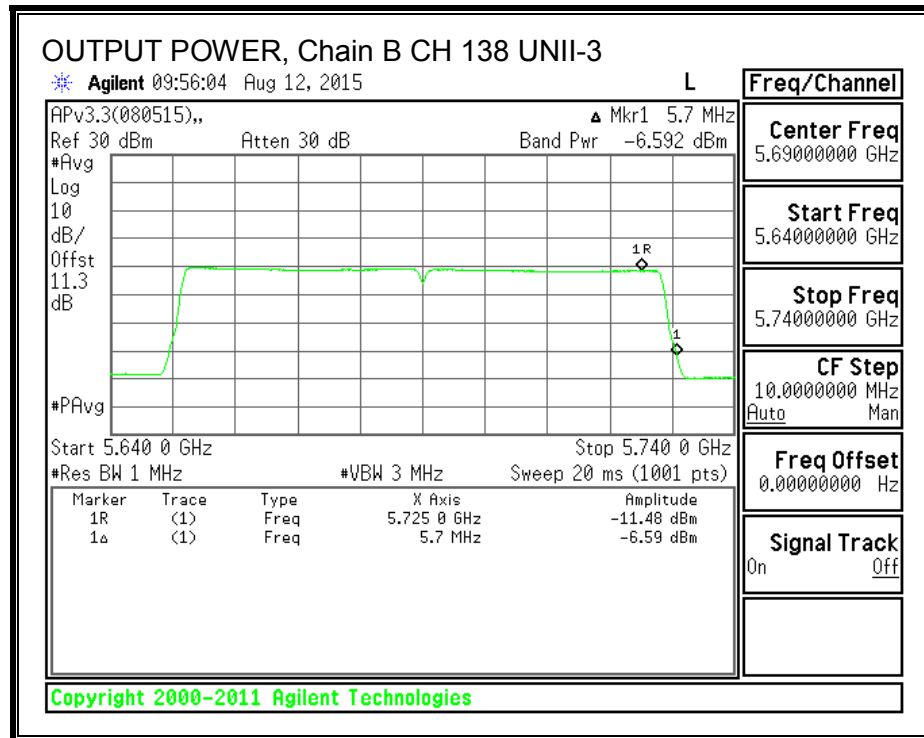 OUTPUT POWER, Chain B CH 138 UNII-3
Agilent 09:56:04 Aug 12, 2015 L
Freq/Channel
APv3.3(080515),, Δ Mkr1 5.7 MHz
Ref 30 dBm Atten 30 dB Band Pwr -6.592 dBm
#Avg
Log
10
dB/
Offst
11.3
dB
#PAvg
1R
1
Start 5.640 0 GHz Stop 5.740 0 GHz
#Res BW 1 MHz #VBW 3 MHz Sweep 20 ms (1001 pts)
Marker Trace Type X Axis Amplitude
1R (1) Freq 5.725 0 GHz -11.48 dBm
1Δ (1) Freq 5.7 MHz -6.59 dBm
Center Freq
5.69000000 GHz
Start Freq
5.64000000 GHz
Stop Freq
5.74000000 GHz
CF Step
10.0000000 MHz
Auto Man
Freq Offset
0.00000000 Hz
Signal Track
On Off
Copyright 2000-2011 Agilent Technologies